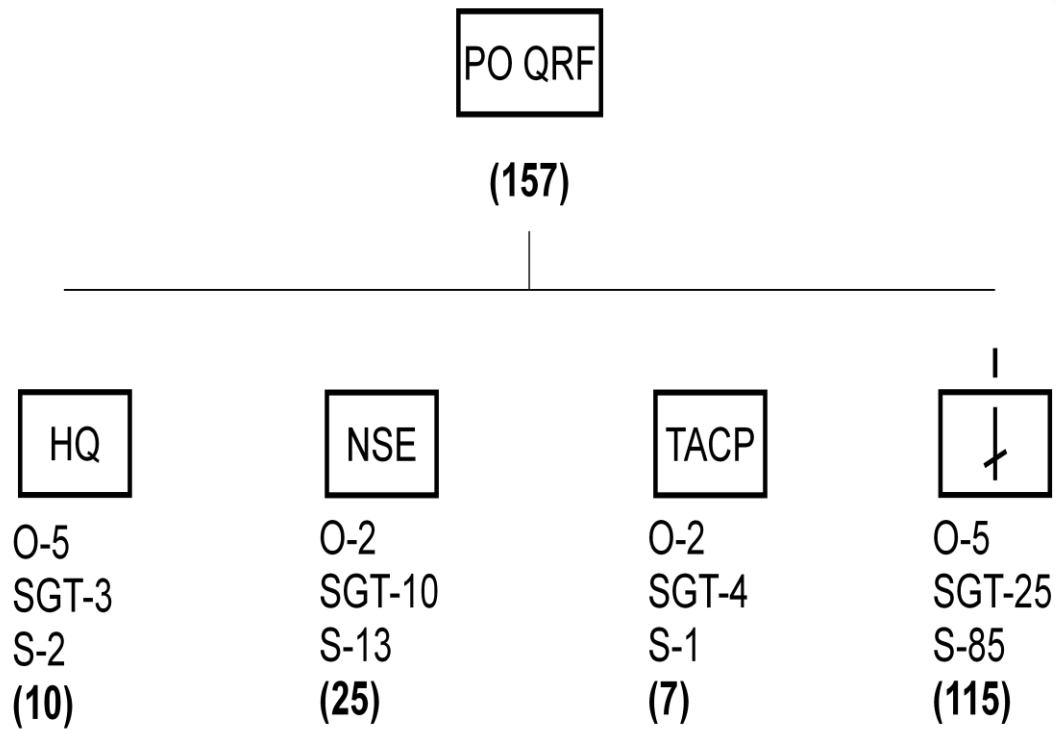 PO QRF
(157)
HQ
O-5
SGT-3
S-2
(10)
NSE
O-2
SGT-10
S-13
(25)
TACP
O-2
SGT-4
S-1
(7)
O-5
SGT-25
S-85
(115)